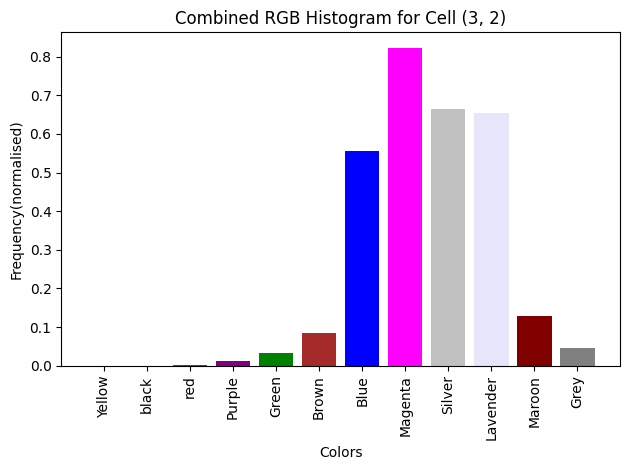 Combined RGB Histogram for Cell (3, 2)
Frequency(normalised)
0.8
0.7
0.6
0.5
0.4
0.3
0.2
0.1
0.0
Yellow
black
red
Purple
Green
Brown
Blue
Magenta
Silver
Lavender
Maroon
Grey
Colors